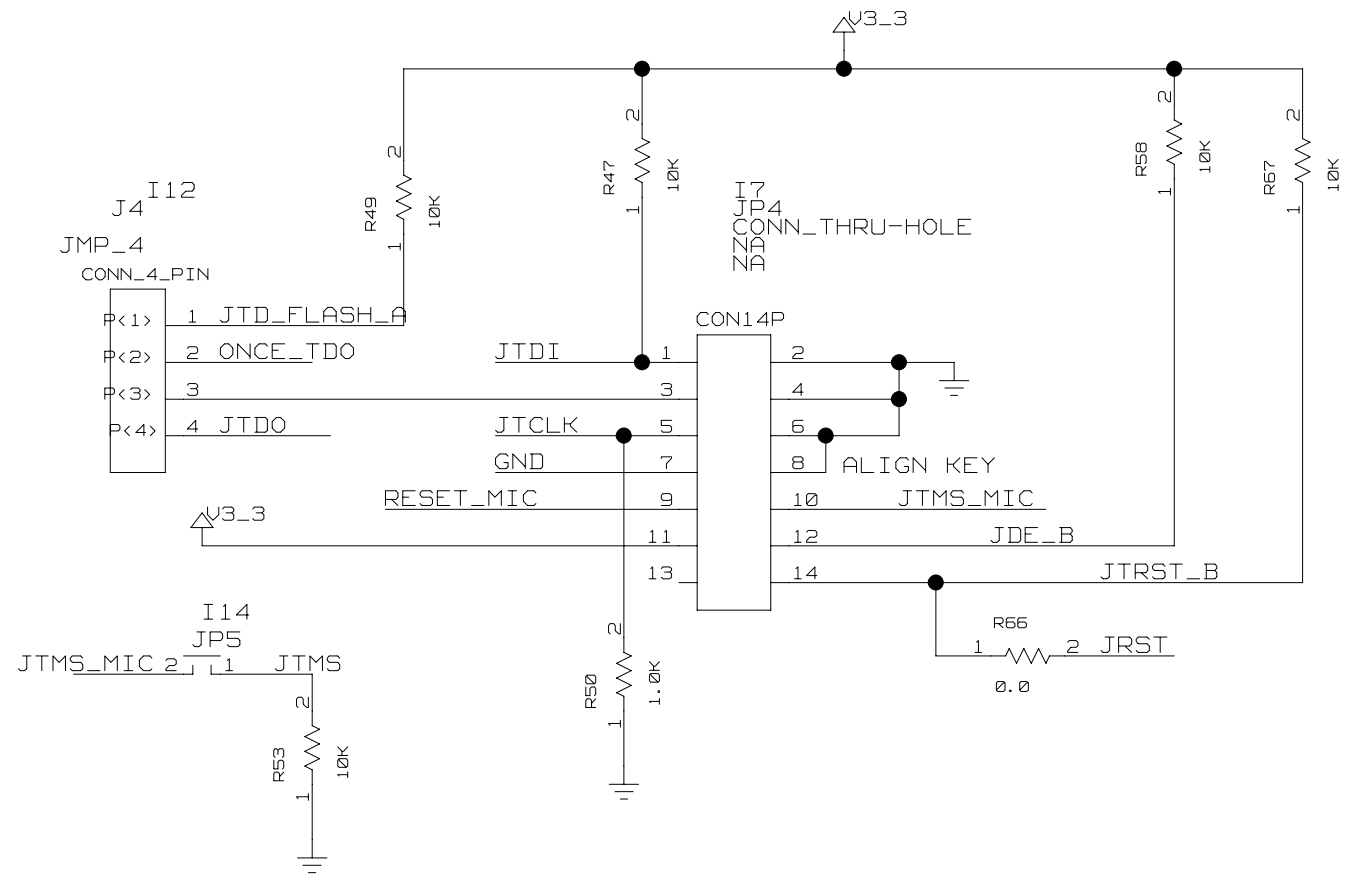 V3_3
2
2
2
2
R49
10K
1
R47
10K
1
R58
10K
1
R67
10K
1
I12
J4
JMP_4
CONN_4_PIN
P<1> 1 JTD_FLASH_A
P<2> 2 ONCE_TDO
P<3> 3
P<4> 4 JTDO
I7
JP4
CONN_THRU-HOLE
NA
NA
CON14P
JTDI 1 2
3 4
JTCLK 5 6
GND 7 8 ALIGN KEY
RESET_MIC 9 10 JTMS_MIC
V3_3
11 12 JDE_B
13 14 JTRST_B
I14
JP5
JTMS_MIC 2 1 JTMS
2
R53
10K
1
2
R50
1.0K
1
R66
1 2 JRST
0.0